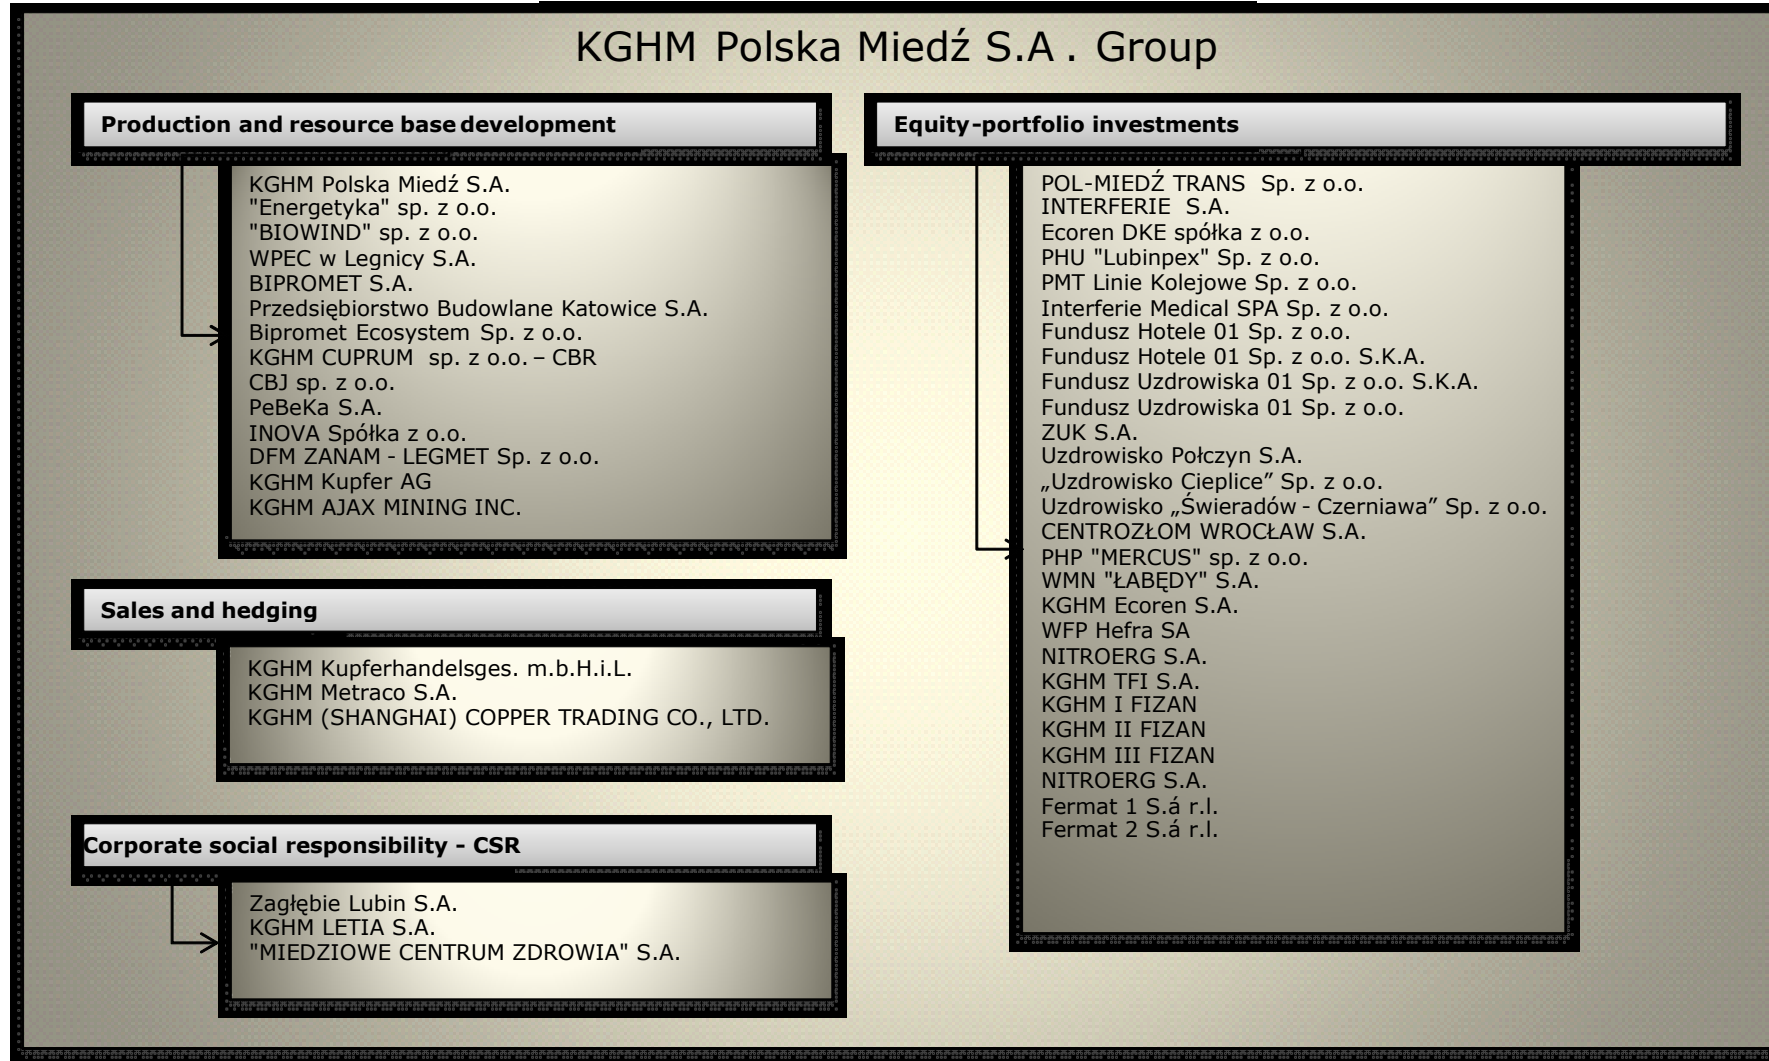 KGHM Polska Miedź S.A . Group
Production and resource base development
KGHM Polska Miedź S.A.
"Energetyka" sp. z o.o.
"BIOWIND" sp. z o.o.
WPEC w Legnicy S.A.
BIPROMET S.A.
Przedsiębiorstwo Budowlane Katowice S.A.
Bipromet Ecosystem Sp. z o.o.
KGHM CUPRUM sp. z o.o. – CBR
CBJ sp. z o.o.
PeBeKa S.A.
INOVA Spółka z o.o.
DFM ZANAM - LEGMET Sp. z o.o.
KGHM Kupfer AG
KGHM AJAX MINING INC.
Sales and hedging
KGHM Kupferhandelsges. m.b.H.i.L.
KGHM Metraco S.A.
KGHM (SHANGHAI) COPPER TRADING CO., LTD.
Corporate social responsibility - CSR
Zagłębie Lubin S.A.
KGHM LETIA S.A.
"MIEDZIOWE CENTRUM ZDROWIA" S.A.
Equity-portfolio investments
POL-MIEDŹ TRANS Sp. z o.o.
INTERFERIE S.A.
Ecoren DKE spółka z o.o.
PHU "Lubinpex" Sp. z o.o.
PMT Linie Kolejowe Sp. z o.o.
Interferie Medical SPA Sp. z o.o.
Fundusz Hotele 01 Sp. z o.o.
Fundusz Hotele 01 Sp. z o.o. S.K.A.
Fundusz Uzdrowiska 01 Sp. z o.o. S.K.A.
Fundusz Uzdrowiska 01 Sp. z o.o.
ZUK S.A.
Uzdrowisko Połczyn S.A.
„Uzdrowisko Cieplice” Sp. z o.o.
Uzdrowisko „Świeradów - Czerniawa” Sp. z o.o.
CENTROZŁOM WROCŁAW S.A.
PHP "MERCUS" sp. z o.o.
WMN "ŁABĘDY" S.A.
KGHM Ecoren S.A.
WFP Hefra SA
NITROERG S.A.
KGHM TFI S.A.
KGHM I FIZAN
KGHM II FIZAN
KGHM III FIZAN
NITROERG S.A.
Fermat 1 S.á r.l.
Fermat 2 S.á r.l.